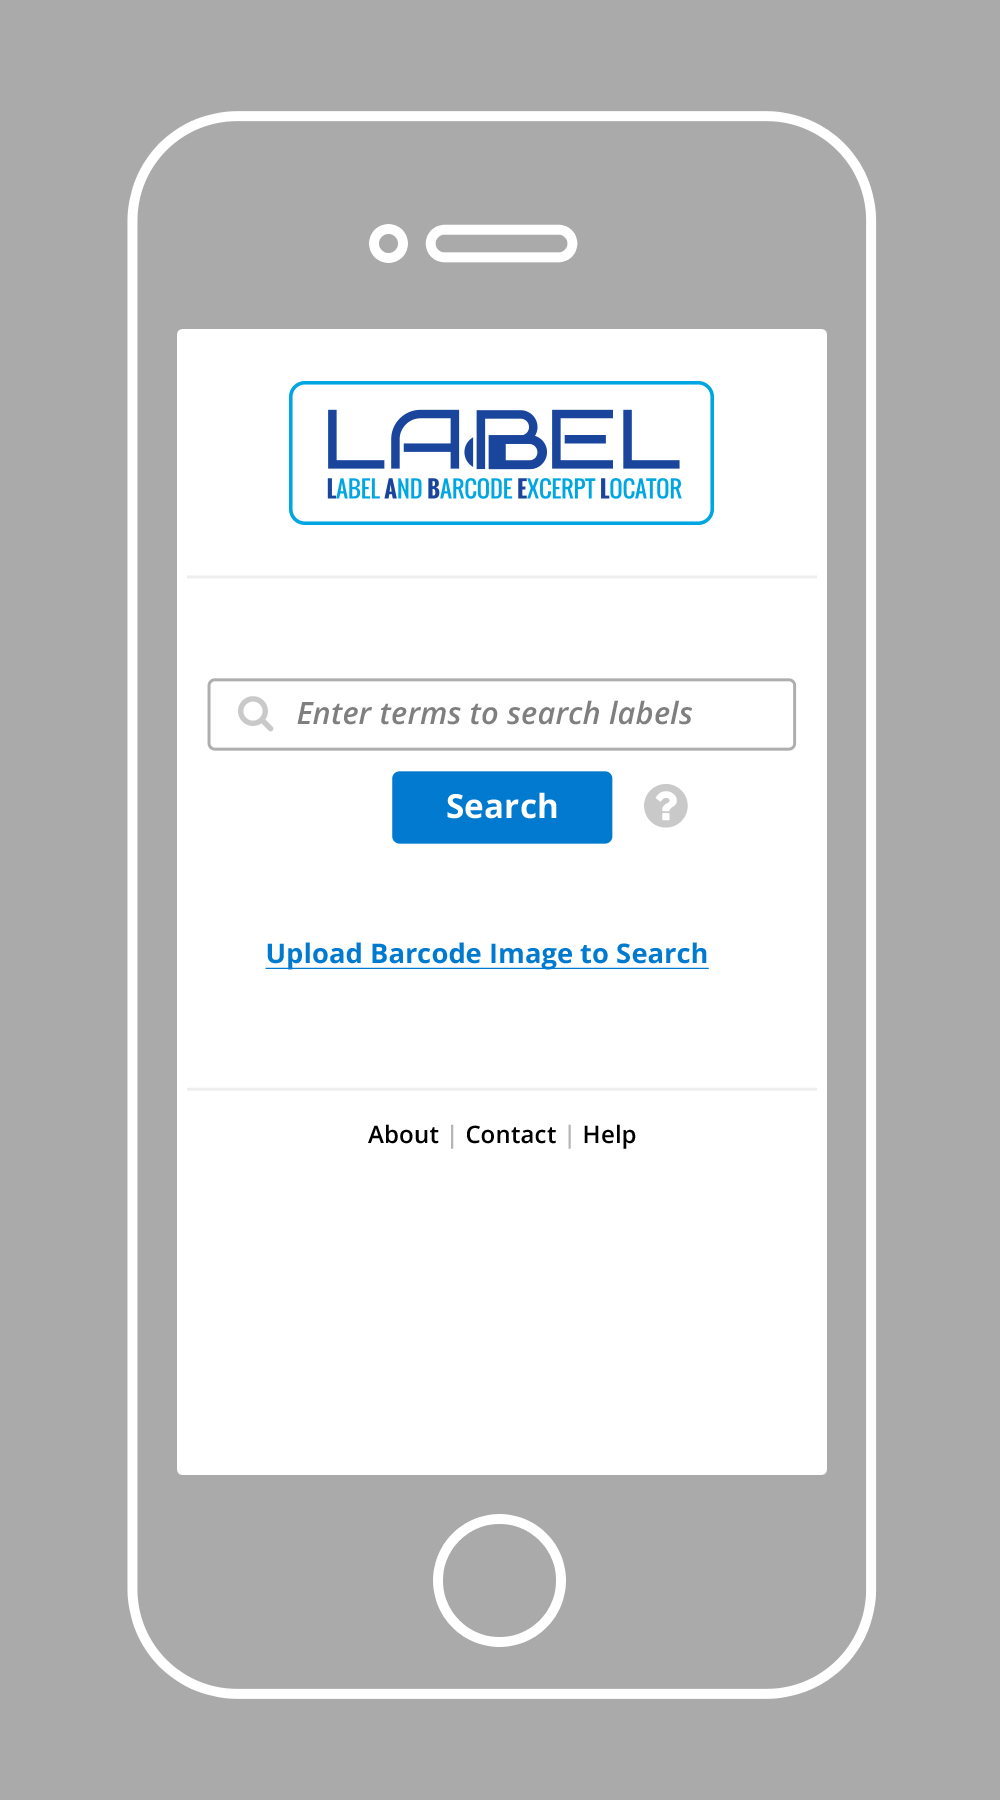 LABEL
LABEL AND BARCODE EXCERPT LOCATOR
Enter terms to search labels
Search ?
Upload Barcode Image to Search
About | Contact | Help